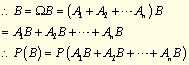 ∴ B = ΩB = (A₁ + A₂ + ⋯Aₙ) B
= A₁B + A₂B + ⋯ + AₙB
∴ P(B) = P(A₁B + A₂B + ⋯ + AₙB)